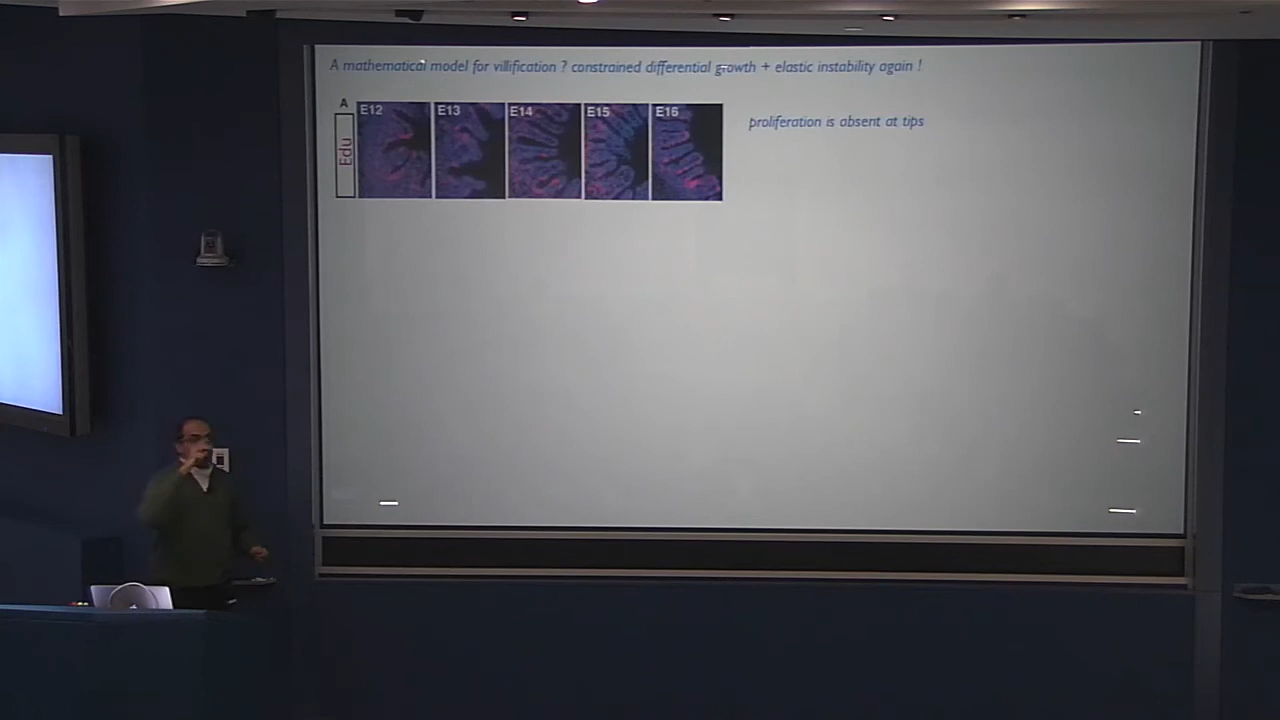 A mathematical model for villification ? constrained differential growth + elastic instability again !
A
E12 E13 E14 E15 E16
Edu
proliferation is absent at tips